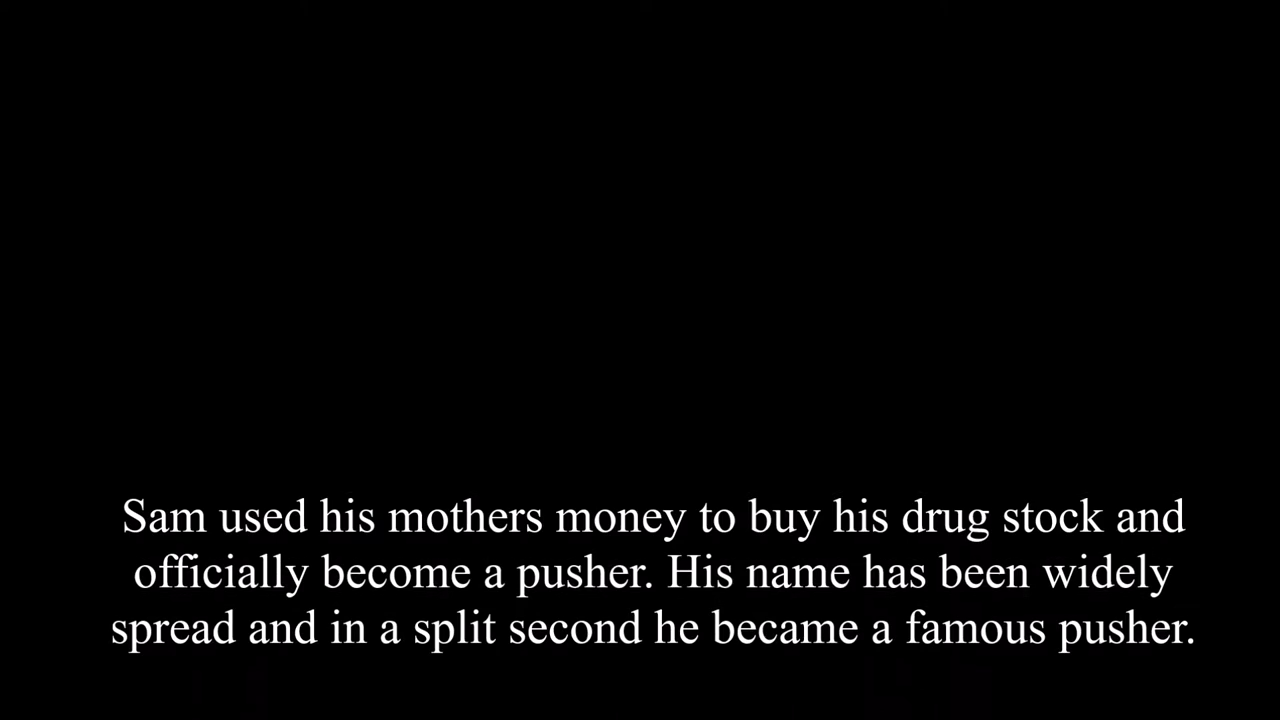 Sam used his mothers money to buy his drug stock and
officially become a pusher. His name has been widely
spread and in a split second he became a famous pusher.